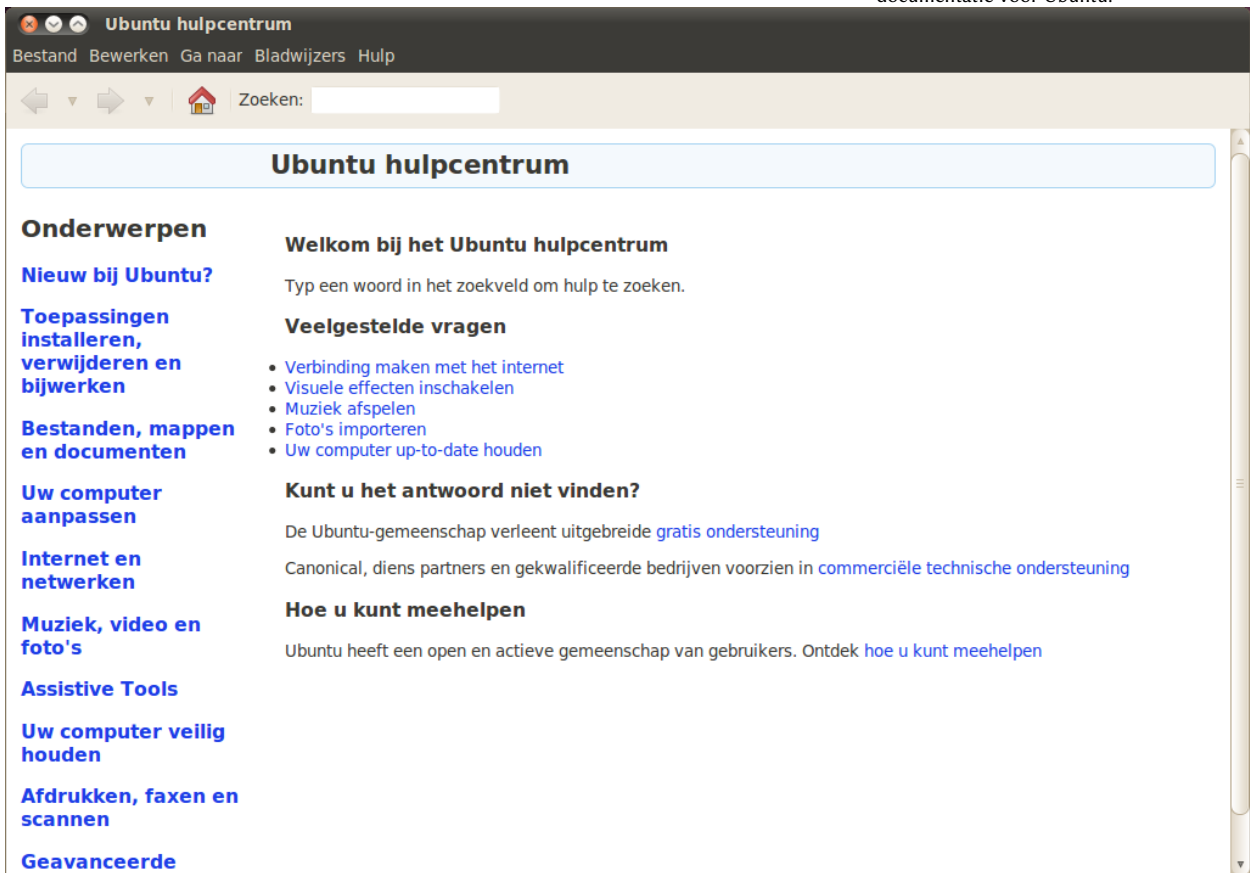 documentatie voor Ubuntu.
Ubuntu hulpcentrum
Bestand Bewerken Ga naar Bladwijzers Hulp
Zoeken:
Ubuntu hulpcentrum
Onderwerpen
Nieuw bij Ubuntu?
Toepassingen
installeren,
verwijderen en
bijwerken
Bestanden, mappen
en documenten
Uw computer
aanpassen
Internet en
netwerken
Muziek, video en
foto's
Assistive Tools
Uw computer veilig
houden
Afdrukken, faxen en
scannen
Geavanceerde
Welkom bij het Ubuntu hulpcentrum
Typ een woord in het zoekveld om hulp te zoeken.
Veelgestelde vragen
• Verbinding maken met het internet
• Visuele effecten inschakelen
• Muziek afspelen
• Foto's importeren
• Uw computer up-to-date houden
Kunt u het antwoord niet vinden?
De Ubuntu-gemeenschap verleent uitgebreide gratis ondersteuning
Canonical, diens partners en gekwalificeerde bedrijven voorzien in commerciële technische ondersteuning
Hoe u kunt meehelpen
Ubuntu heeft een open en actieve gemeenschap van gebruikers. Ontdek hoe u kunt meehelpen